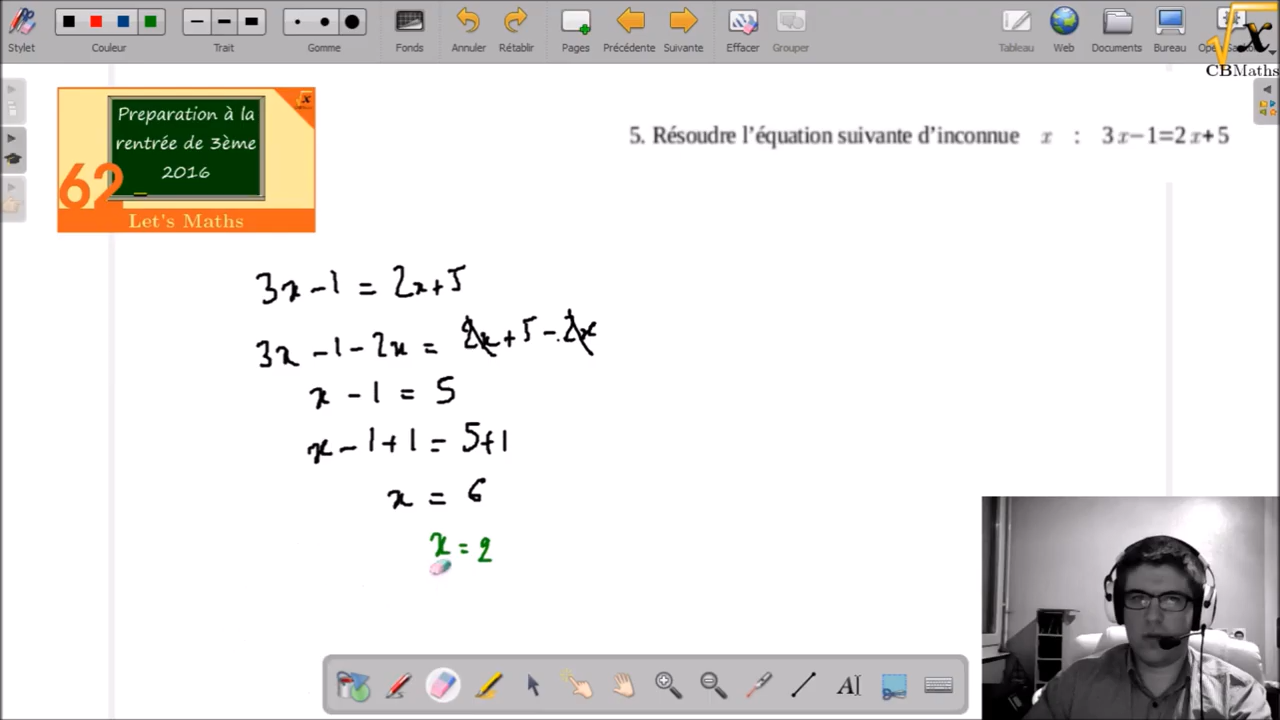 Stylet
Couleur
Trait
Gomme
Fonds
Annuler
Rétablir
Pages
Précédente
Suivante
Effacer
Grouper
Tableau
Web
Documents
Bureau
√x
CBMaths
Preparation à la
rentrée de 3ème
2016
62
Let's Maths
5. Résoudre l'équation suivante d'inconnue x : 3x−1=2x+5
3x − 1 = 2x + 5
3x − 1 − 2x = 2x + 5 − 2x
x − 1 = 5
x − 1 + 1 = 5 + 1
x = 6
x = 2